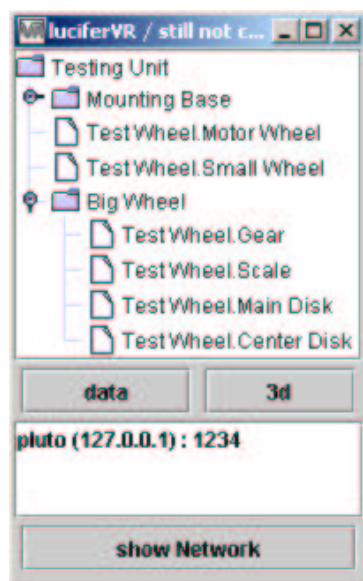 VR luciferVR / still not c...
Testing Unit
Mounting Base
Test Wheel.Motor Wheel
Test Wheel.Small Wheel
Big Wheel
Test Wheel.Gear
Test Wheel.Scale
Test Wheel.Main Disk
Test Wheel.Center Disk
data 3d
pluto (127.0.0.1) : 1234
show Network